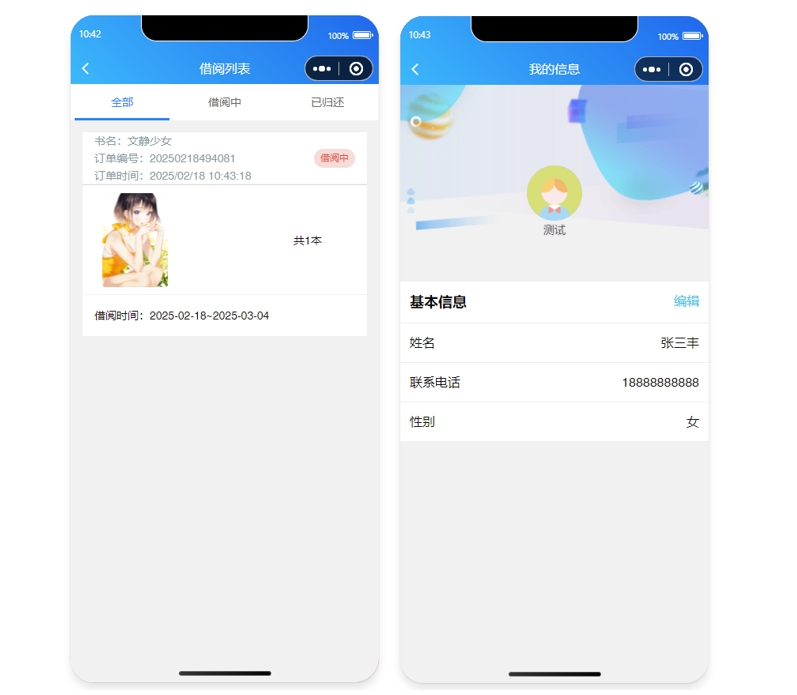 10:42
100%
借阅列表
全部
借阅中
已归还
书名：文静少女
订单编号：20250218494081
借阅中
订单时间：2025/02/18 10:43:18
共1本
借阅时间：2025-02-18~2025-03-04
10:43
100%
我的信息
测试
基本信息
编辑
姓名
张三丰
联系电话
18888888888
性别
女